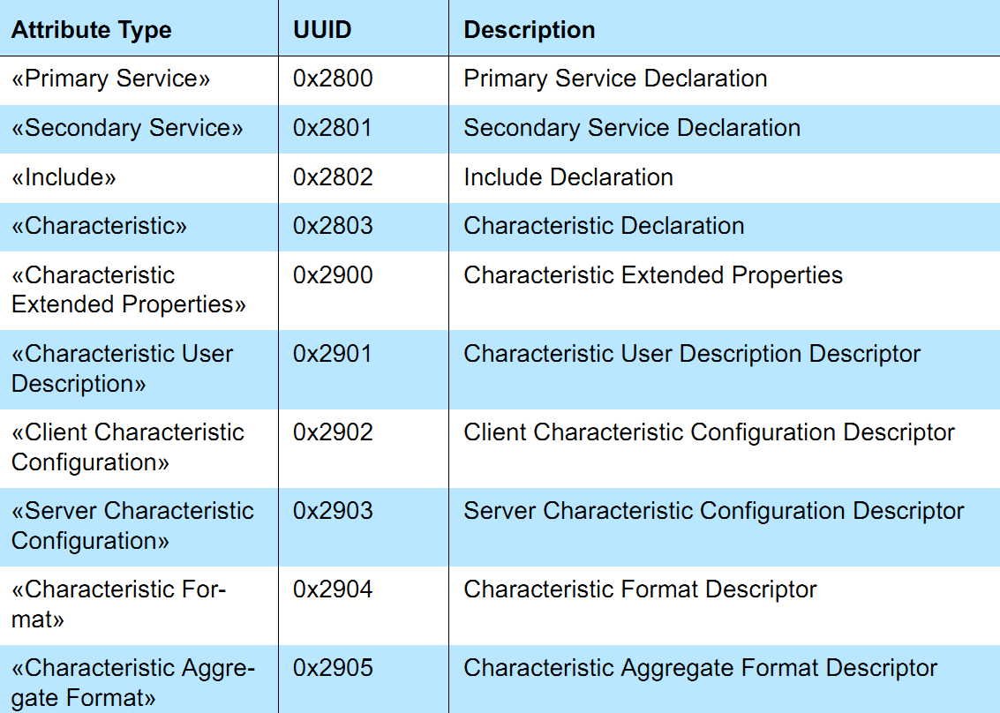 Attribute Type UUID Description
«Primary Service» 0x2800 Primary Service Declaration
«Secondary Service» 0x2801 Secondary Service Declaration
«Include» 0x2802 Include Declaration
«Characteristic» 0x2803 Characteristic Declaration
«Characteristic 0x2900 Characteristic Extended Properties
Extended Properties»
«Characteristic User 0x2901 Characteristic User Description Descriptor
Description»
«Client Characteristic 0x2902 Client Characteristic Configuration Descriptor
Configuration»
«Server Characteristic 0x2903 Server Characteristic Configuration Descriptor
Configuration»
«Characteristic For- 0x2904 Characteristic Format Descriptor
mat»
«Characteristic Aggre- 0x2905 Characteristic Aggregate Format Descriptor
gate Format»